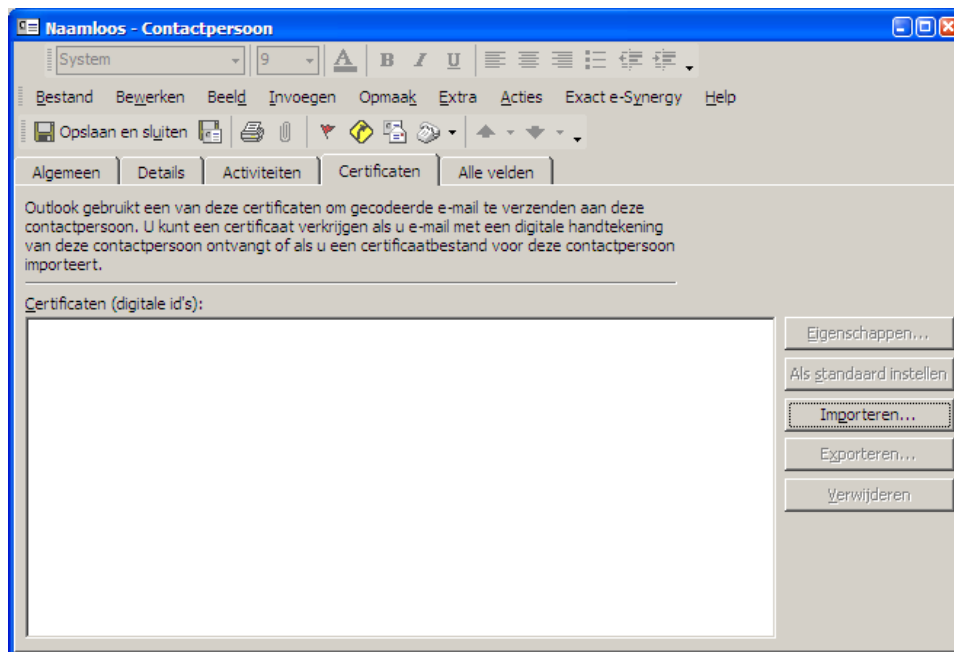 Naamloos - Contactpersoon
System 9 A B I U
Bestand Bewerken Beeld Invoegen Opmaak Extra Acties Exact e-Synergy Help
Opslaan en sluiten
Algemeen Details Activiteiten Certificaten Alle velden
Outlook gebruikt een van deze certificaten om gecodeerde e-mail te verzenden aan deze
contactpersoon. U kunt een certificaat verkrijgen als u e-mail met een digitale handtekening
van deze contactpersoon ontvangt of als u een certificaatbestand voor deze contactpersoon
importeert.
Certificaten (digitale id's):
Eigenschappen...
Als standaard instellen
Importeren...
Exporteren...
Verwijderen